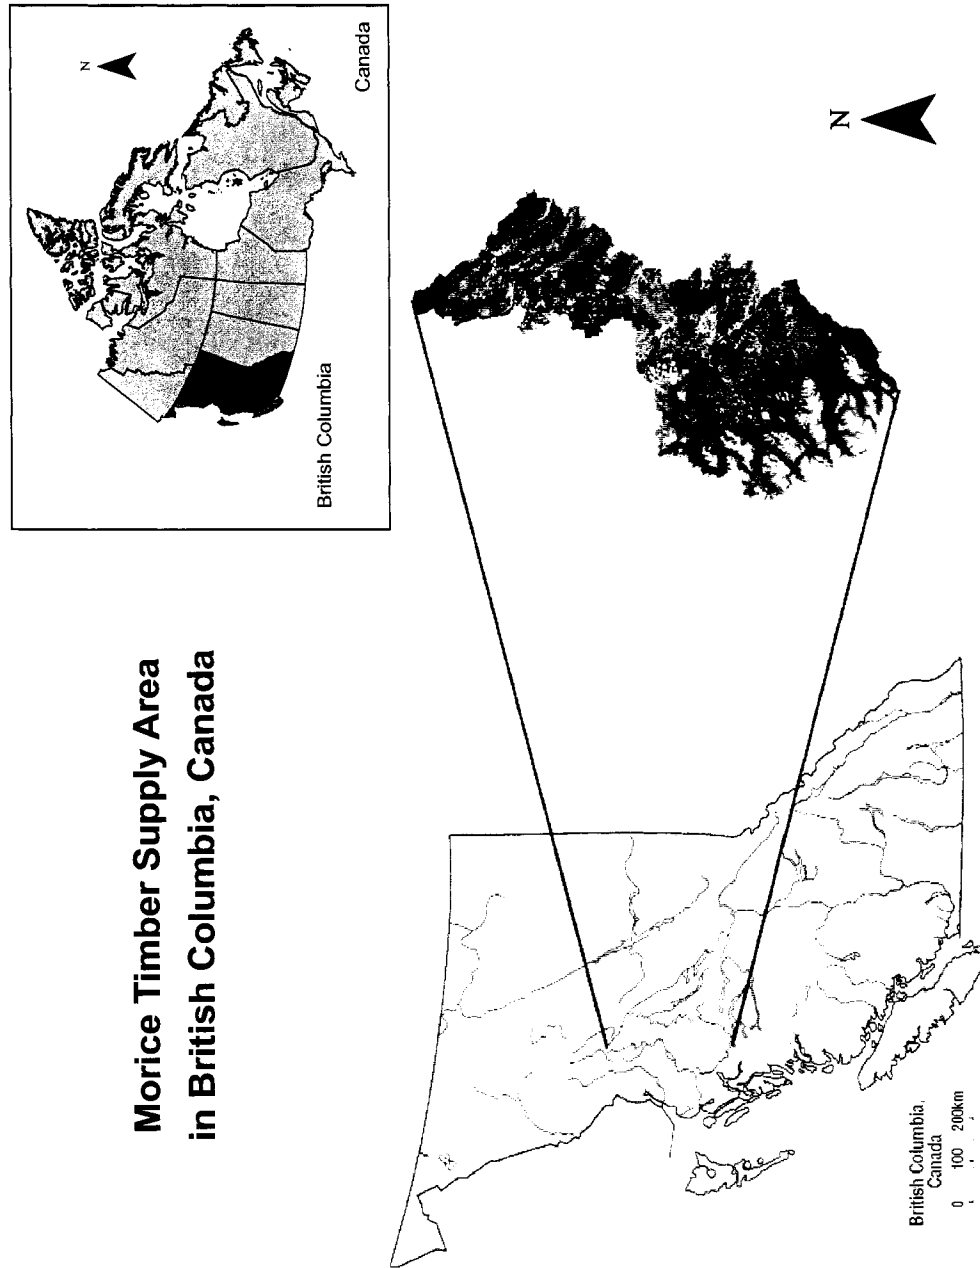 Morice Timber Supply Area
in British Columbia, Canada
N
Canada
British Columbia
N
British Columbia,
Canada
0 100 200km